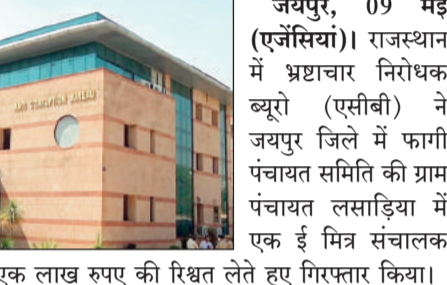 जयपुर, 09 मई
(एजेंसियां)। राजस्थान
में भ्रष्टाचार निरोधक
ब्यूरो (एसीबी) ने
जयपुर जिले में फागी
पंचायत समिति की ग्राम
पंचायत लसाड़िया में
एक ई मित्र संचालक
एक लाख रुपए की रिश्वत लेते हुए गिरफ्तार किया।